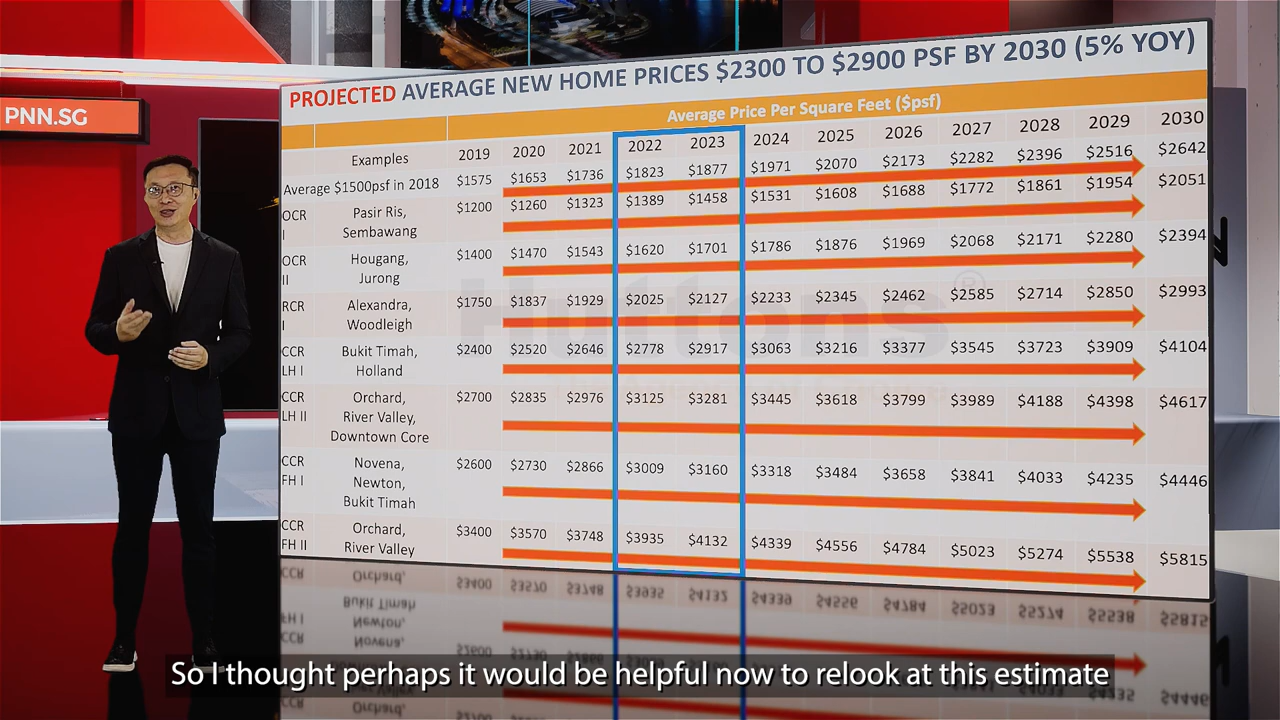 PNN.SG
PROJECTED AVERAGE NEW HOME PRICES $2300 TO $2900 PSF BY 2030 (5% YOY)
Average Price Per Square Feet ($psf)
Examples 2019 2020 2021 2022 2023 2024 2025 2026 2027 2028 2029 2030
Average $1500psf in 2018 $1575 $1653 $1736 $1823 $1877 $1971 $2070 $2173 $2282 $2396 $2516 $2642
OCR I Pasir Ris, Sembawang $1200 $1260 $1323 $1389 $1458 $1531 $1608 $1688 $1772 $1861 $1954 $2051
OCR II Hougang, Jurong $1400 $1470 $1543 $1620 $1701 $1786 $1876 $1969 $2068 $2171 $2280 $2394
RCR I Alexandra, Woodleigh $1750 $1837 $1929 $2025 $2127 $2233 $2345 $2462 $2585 $2714 $2850 $2993
CCR LH I Bukit Timah, Holland $2400 $2520 $2646 $2778 $2917 $3063 $3216 $3377 $3545 $3723 $3909 $4104
CCR LH II Orchard, River Valley, Downtown Core $2700 $2835 $2976 $3125 $3281 $3445 $3618 $3799 $3989 $4188 $4398 $4617
CCR FH I Novena, Newton, Bukit Timah $2600 $2730 $2866 $3009 $3160 $3318 $3484 $3658 $3841 $4033 $4235 $4446
CCR FH II Orchard, River Valley $3400 $3570 $3748 $3935 $4132 $4339 $4556 $4784 $5023 $5274 $5538 $5815
Huttons®
So I thought perhaps it would be helpful now to relook at this estimate